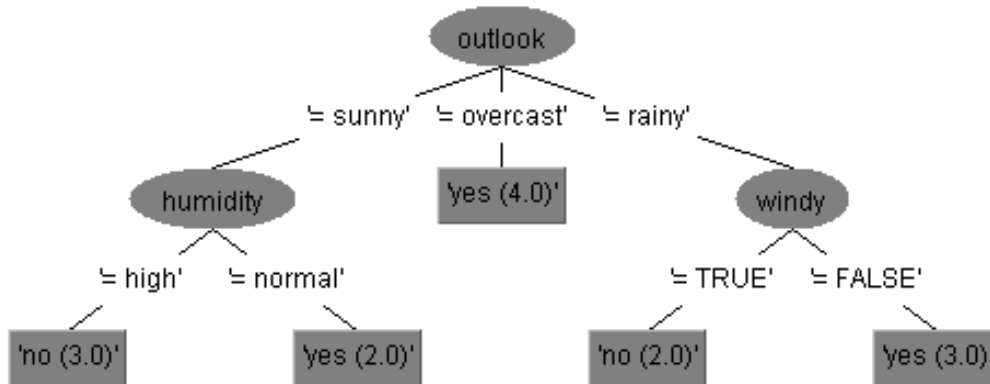 outlook
'= sunny' '= overcast' '= rainy'
humidity 'yes (4.0)' windy
'= high' '= normal' '= TRUE' '= FALSE'
'no (3.0)' 'yes (2.0)' 'no (2.0)' 'yes (3.0)